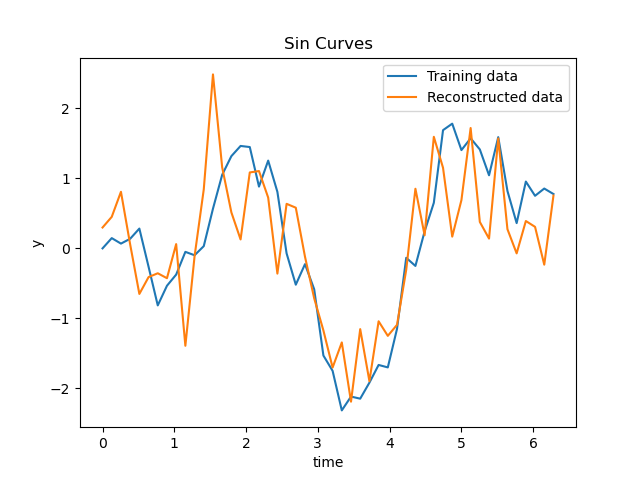 Sin Curves
Training data
Reconstructed data
2
1
0
−1
−2
y
0 1 2 3 4 5 6
time